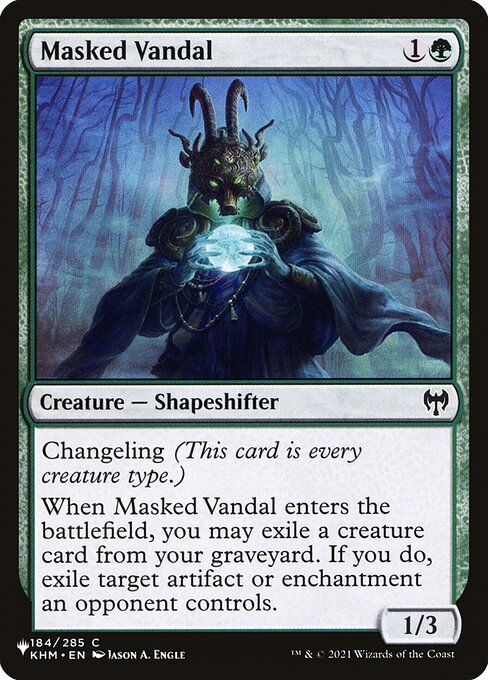 Masked Vandal 1
Creature — Shapeshifter
Changeling (This card is every
creature type.)
When Masked Vandal enters the
battlefield, you may exile a creature
card from your graveyard. If you do,
exile target artifact or enchantment
an opponent controls.
1/3
184/285 C
KHM • EN Jason A. Engle
™ & © 2021 Wizards of the Coast